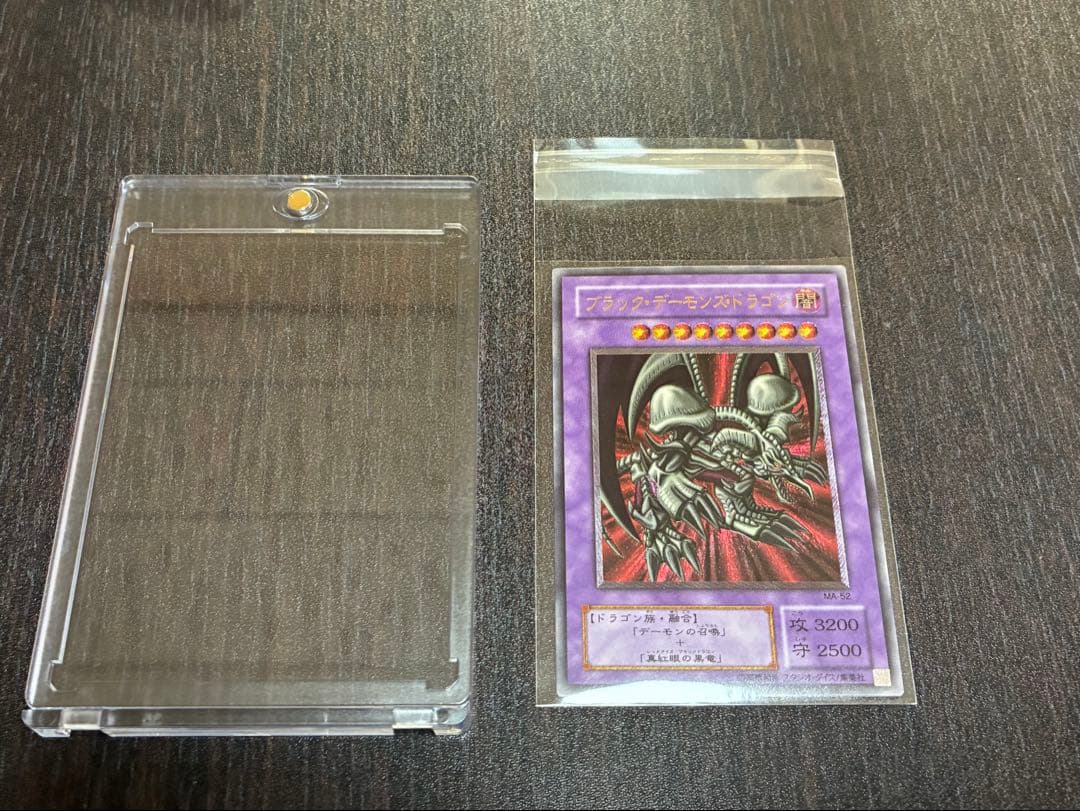 ブラック・デーモンズ・ドラゴン 闇
MA-52
【ドラゴン族・融合】
「デーモンの召喚」
+
「真紅眼の黒竜」
攻 3200
守 2500
スタジオ・ダイス/集英社